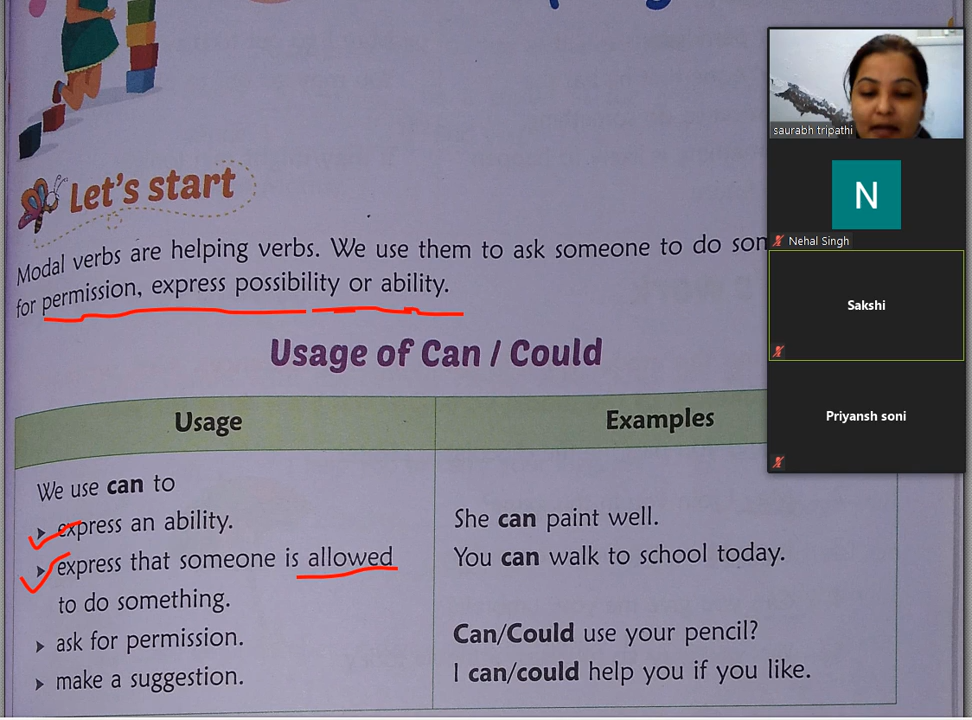 Let's start
Modal verbs are helping verbs. We use them to ask someone to do
for permission, express possibility or ability.
Usage of Can / Could
Usage
Examples
We use can to
express an ability.
She can paint well.
express that someone is allowed
You can walk to school today.
to do something.
ask for permission.
Can/Could use your pencil?
make a suggestion.
I can/could help you if you like.
saurabh tripathi
N
Nehal Singh
Sakshi
Priyansh soni